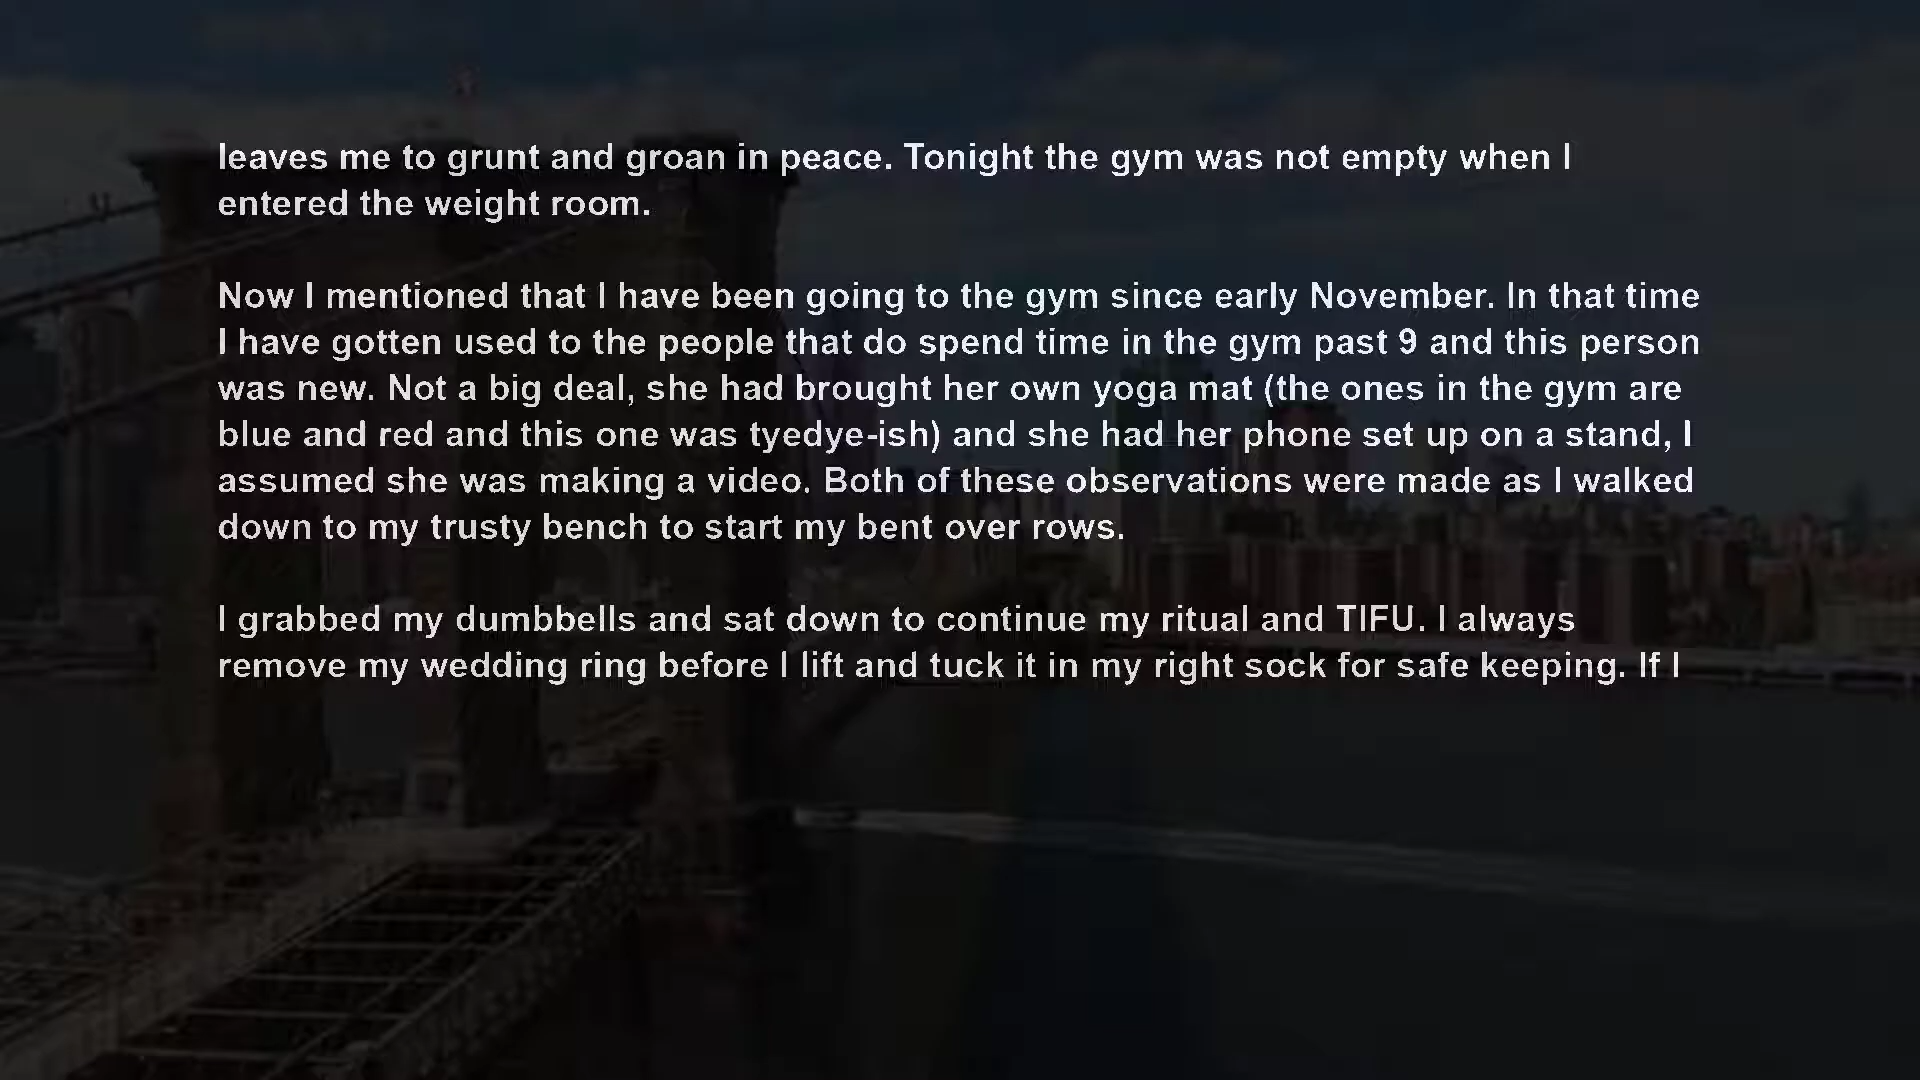 leaves me to grunt and groan in peace. Tonight the gym was not empty when I
entered the weight room.
Now I mentioned that I have been going to the gym since early November. In that time
I have gotten used to the people that do spend time in the gym past 9 and this person
was new. Not a big deal, she had brought her own yoga mat (the ones in the gym are
blue and red and this one was tyedye-ish) and she had her phone set up on a stand, I
assumed she was making a video. Both of these observations were made as I walked
down to my trusty bench to start my bent over rows.
I grabbed my dumbbells and sat down to continue my ritual and TIFU. I always
remove my wedding ring before I lift and tuck it in my right sock for safe keeping. If I